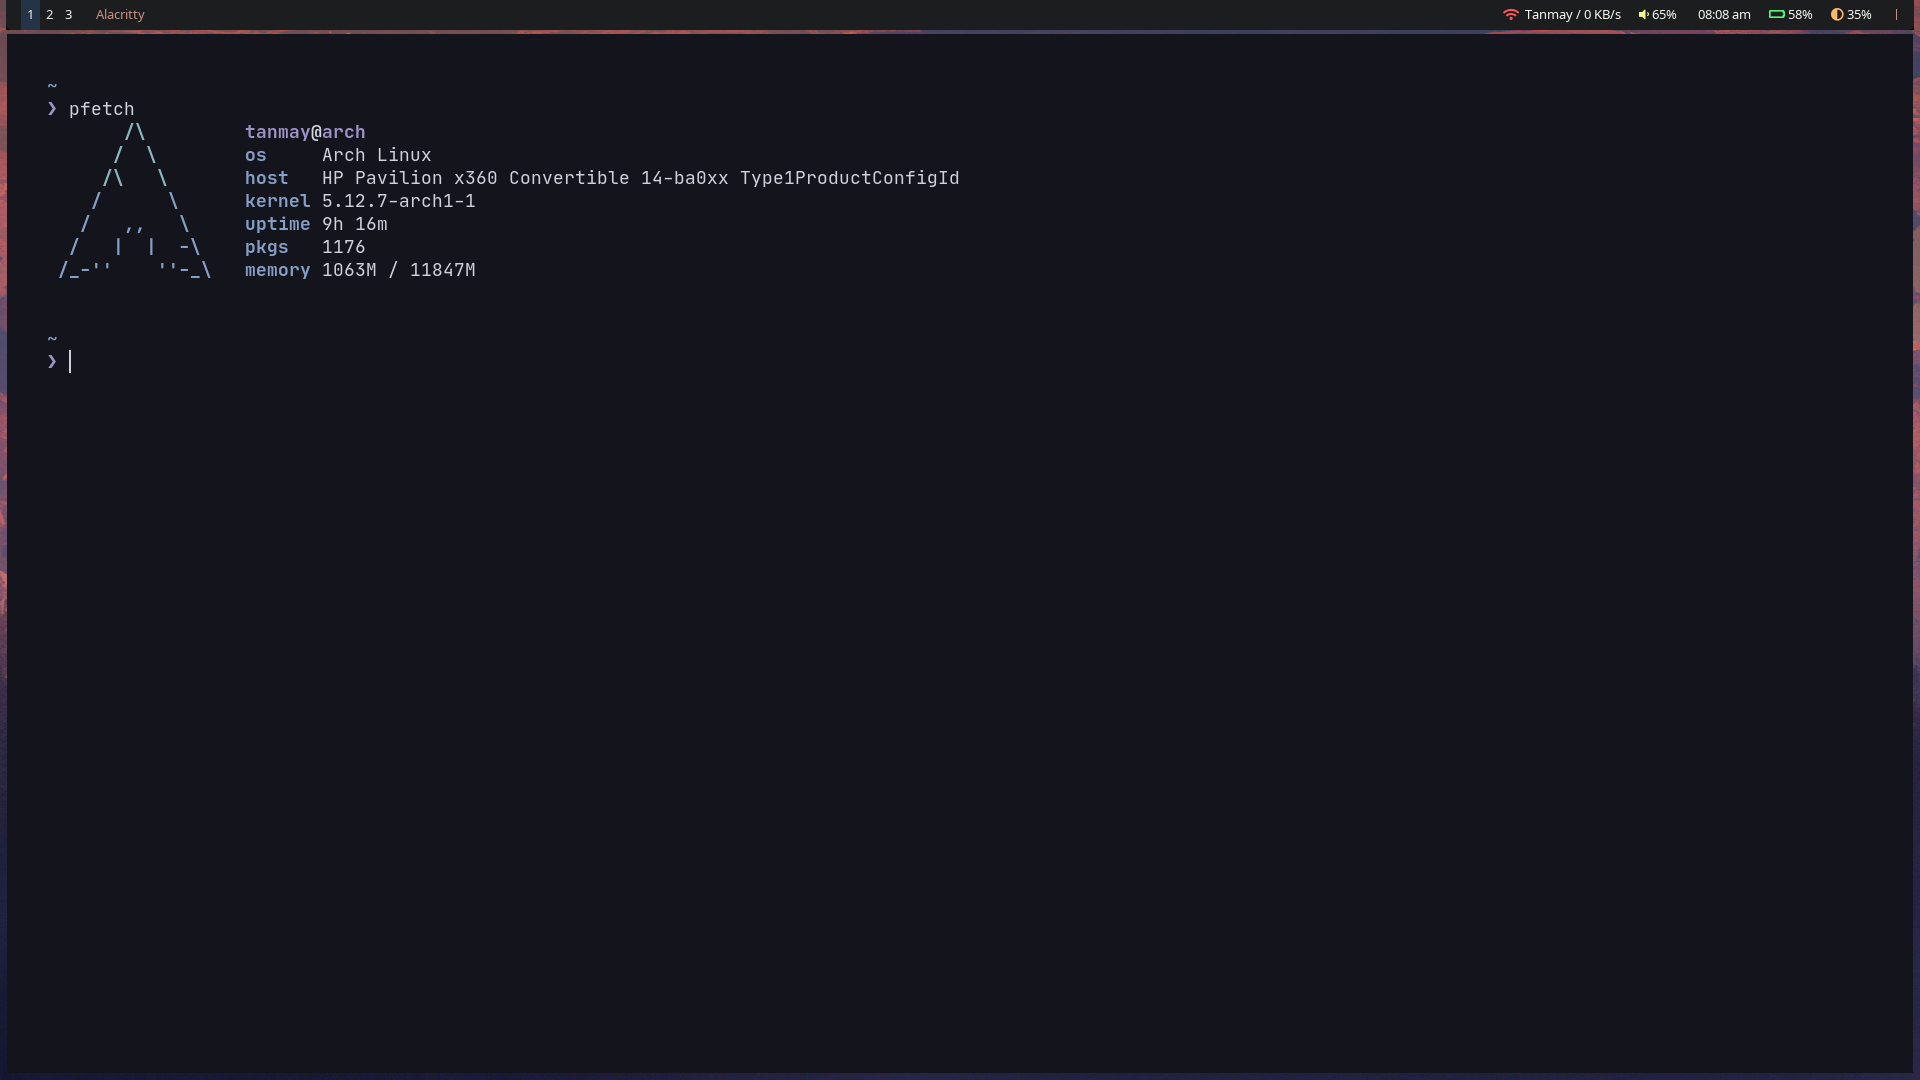 1 2 3 Alacritty Tanmay / 0 KB/s 65% 08:08 am 58% 35% |
~
❯ pfetch
       /\         tanmay@arch
      /  \        os     Arch Linux
     /\   \       host   HP Pavilion x360 Convertible 14-ba0xx Type1ProductConfigId
    /      \      kernel 5.12.7-arch1-1
   /   ,,   \     uptime 9h 16m
  /   |  |  -\    pkgs   1176
 /_-''    ''-_\   memory 1063M / 11847M
~
❯